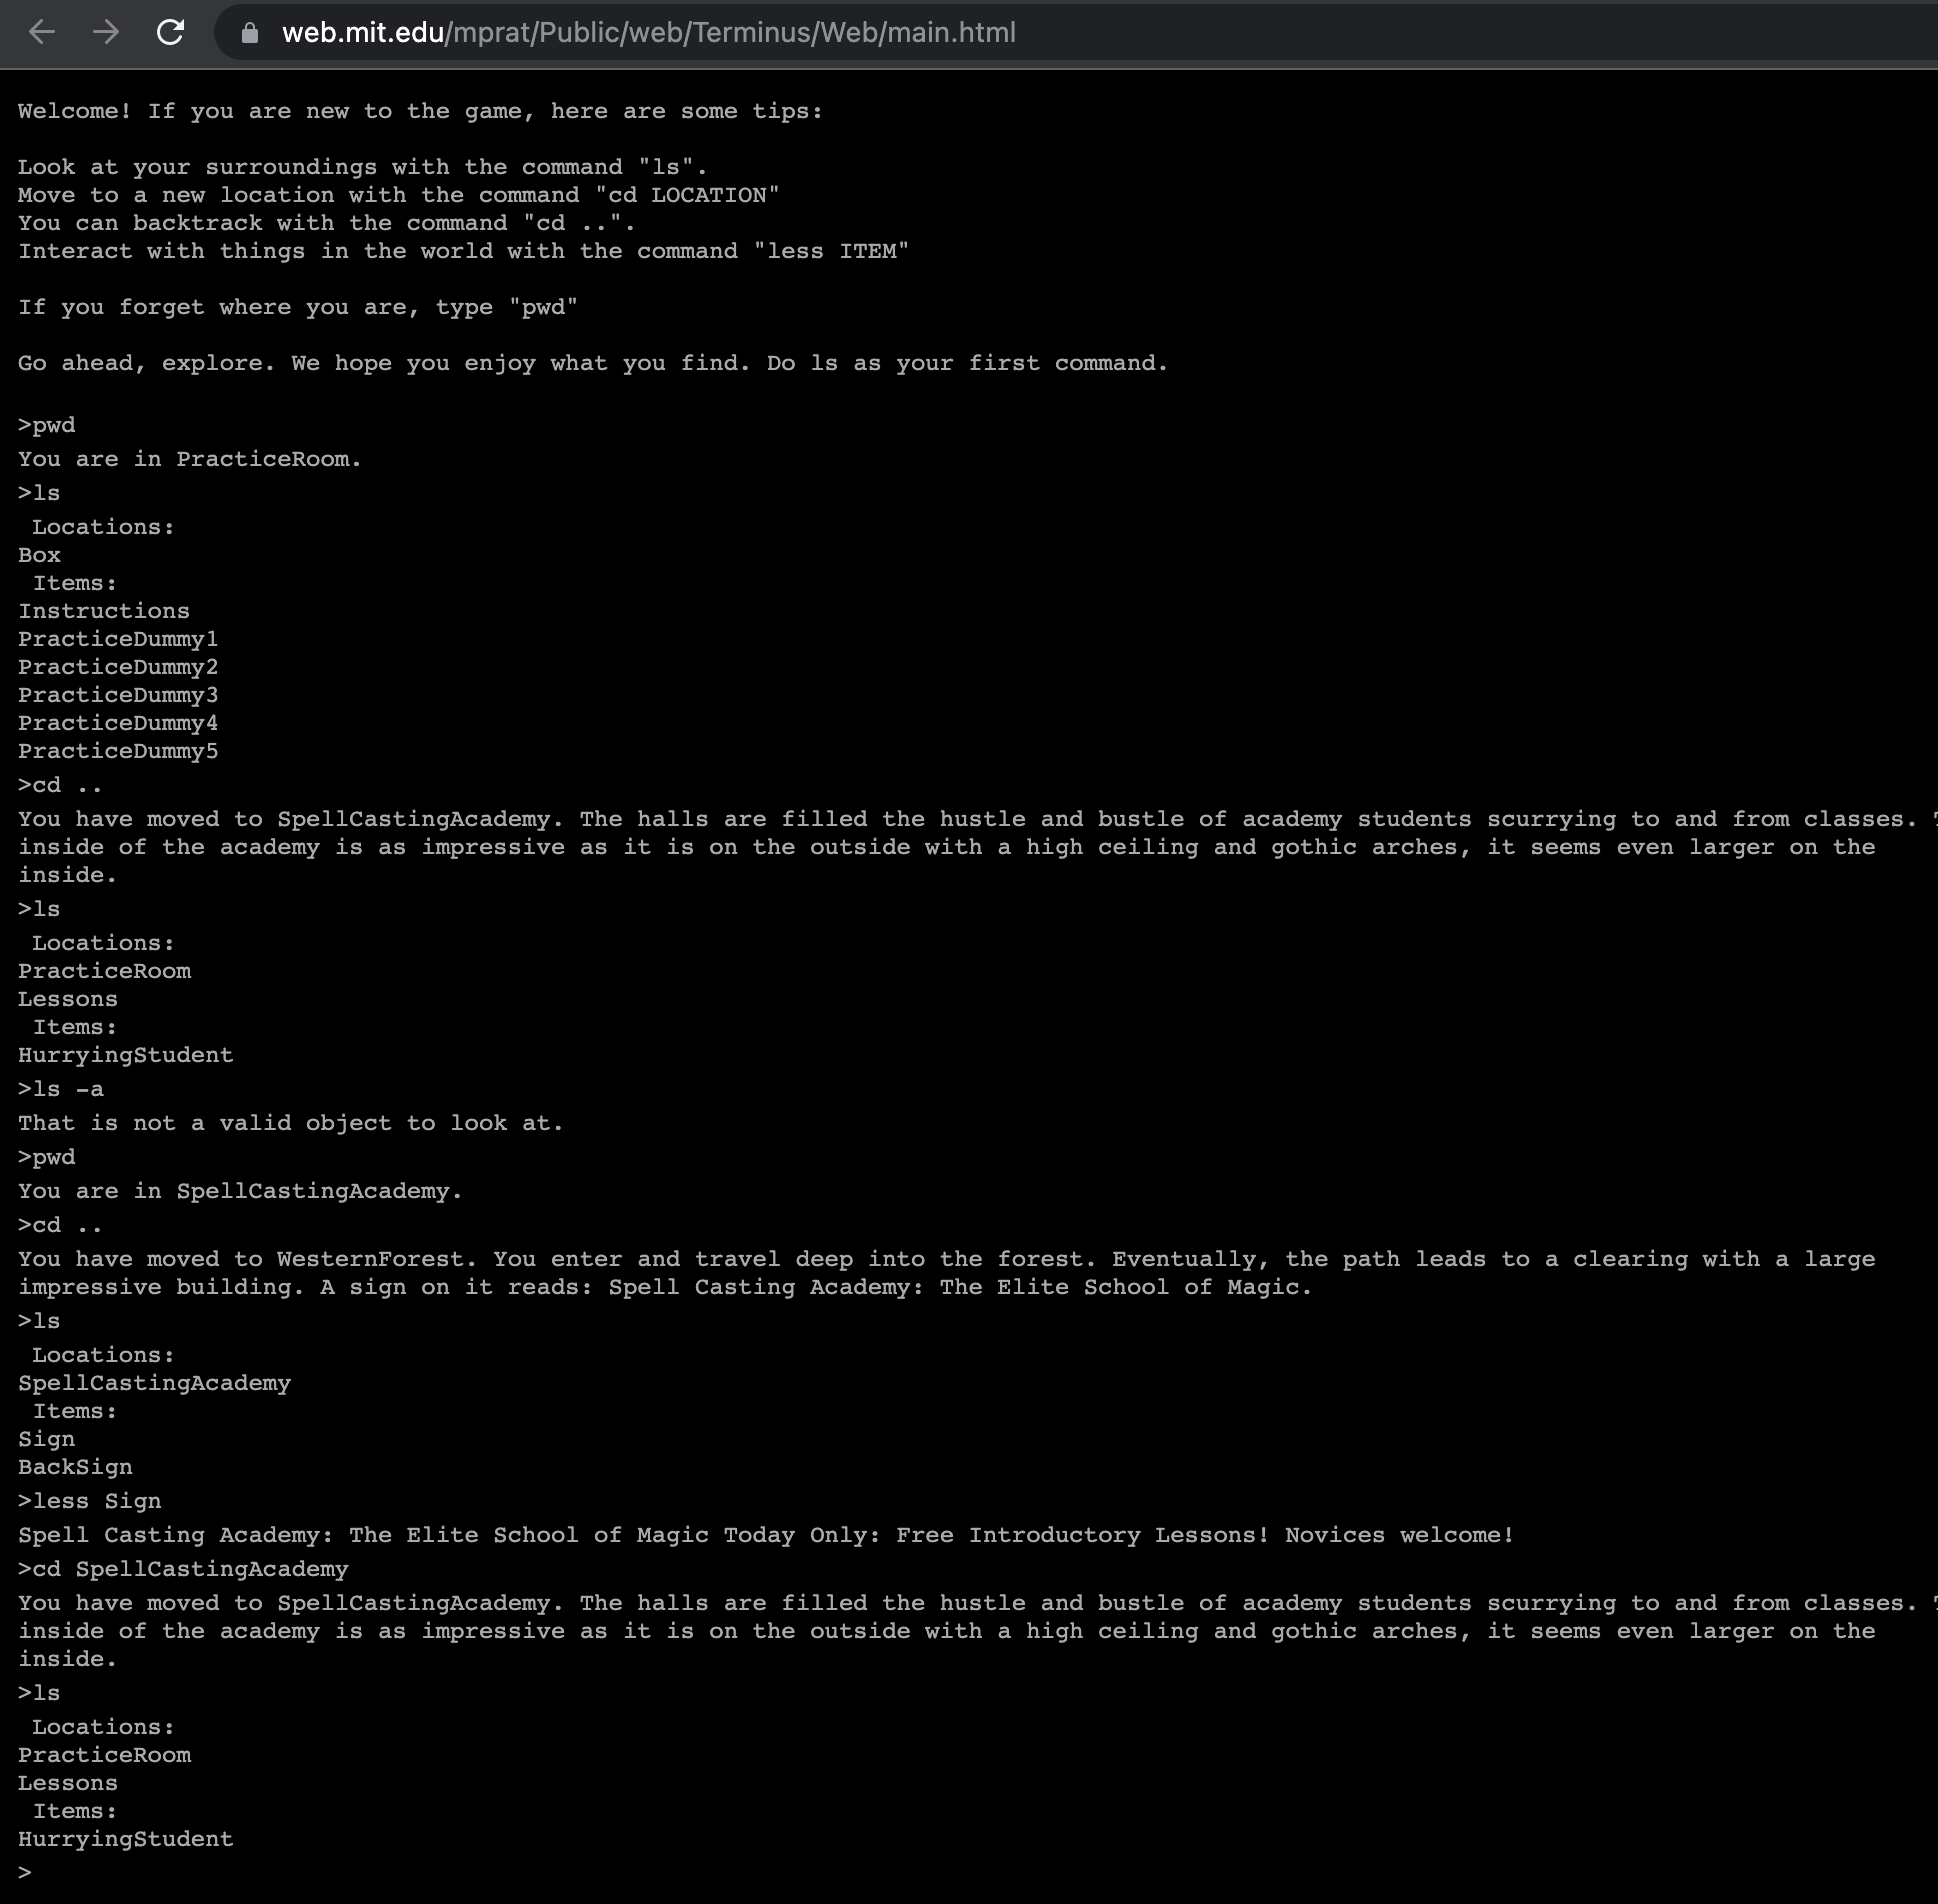 web.mit.edu/mprat/Public/web/Terminus/Web/main.html
Welcome! If you are new to the game, here are some tips:
Look at your surroundings with the command "ls".
Move to a new location with the command "cd LOCATION"
You can backtrack with the command "cd ..".
Interact with things in the world with the command "less ITEM"
If you forget where you are, type "pwd"
Go ahead, explore. We hope you enjoy what you find. Do ls as your first command.
>pwd
You are in PracticeRoom.
>ls
Locations:
Box
Items:
Instructions
PracticeDummy1
PracticeDummy2
PracticeDummy3
PracticeDummy4
PracticeDummy5
>cd ..
You have moved to SpellCastingAcademy. The halls are filled the hustle and bustle of academy students scurrying to and from classes.
inside of the academy is as impressive as it is on the outside with a high ceiling and gothic arches, it seems even larger on the
inside.
>ls
Locations:
PracticeRoom
Lessons
Items:
HurryingStudent
>ls -a
That is not a valid object to look at.
>pwd
You are in SpellCastingAcademy.
>cd ..
You have moved to WesternForest. You enter and travel deep into the forest. Eventually, the path leads to a clearing with a large
impressive building. A sign on it reads: Spell Casting Academy: The Elite School of Magic.
>ls
Locations:
SpellCastingAcademy
Items:
Sign
BackSign
>less Sign
Spell Casting Academy: The Elite School of Magic Today Only: Free Introductory Lessons! Novices welcome!
>cd SpellCastingAcademy
You have moved to SpellCastingAcademy. The halls are filled the hustle and bustle of academy students scurrying to and from classes.
inside of the academy is as impressive as it is on the outside with a high ceiling and gothic arches, it seems even larger on the
inside.
>ls
Locations:
PracticeRoom
Lessons
Items:
HurryingStudent
>